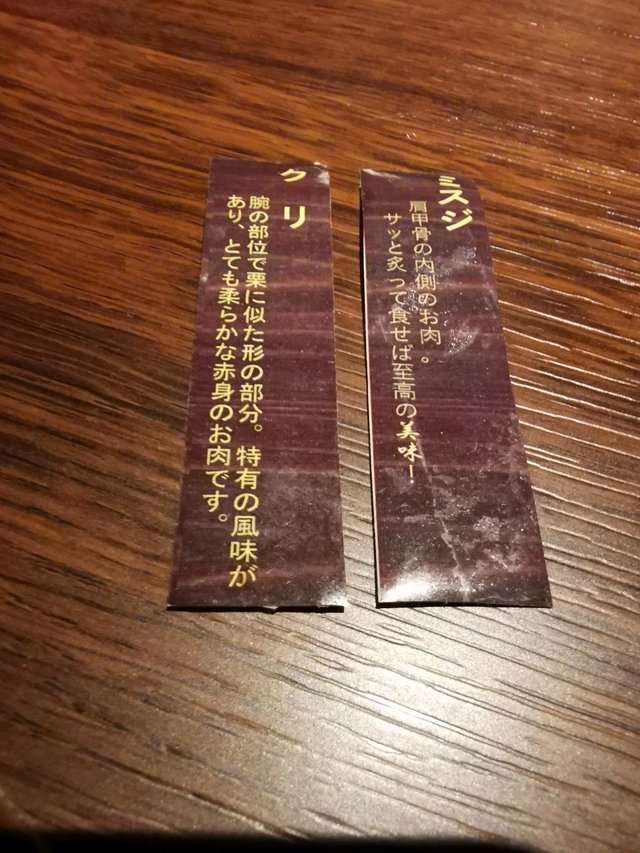 ミスジ
肩甲骨の内側のお肉。
サッと炙って食せば至高の美味!
クリ
腕の部位で栗に似た形の部分。特有の風味が
あり、とても柔らかな赤身のお肉です。